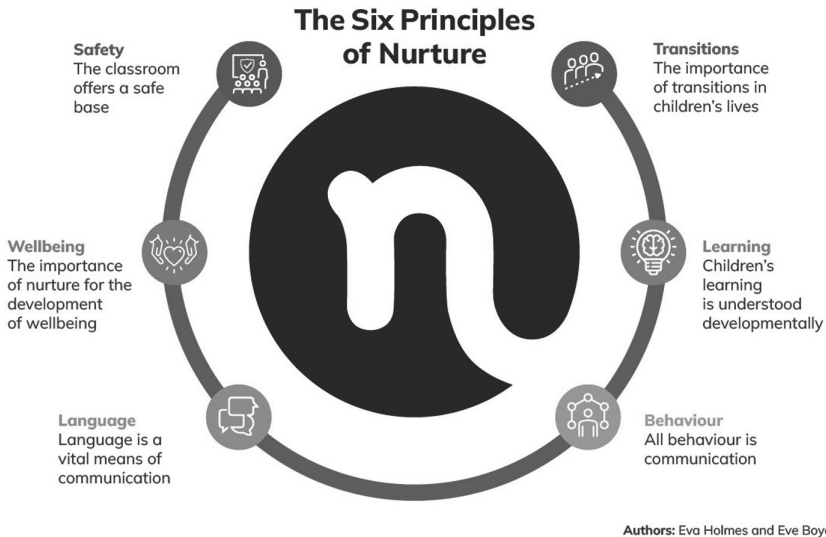 The Six Principles
of Nurture
Safety
The classroom
offers a safe
base
Transitions
The importance
of transitions in
children's lives
Wellbeing
The importance
of nurture for the
development
of wellbeing
Learning
Children's
learning
is understood
developmentally
Language
Language is a
vital means of
communication
Behaviour
All behaviour is
communication
n
Authors: Eva Holmes and Eve